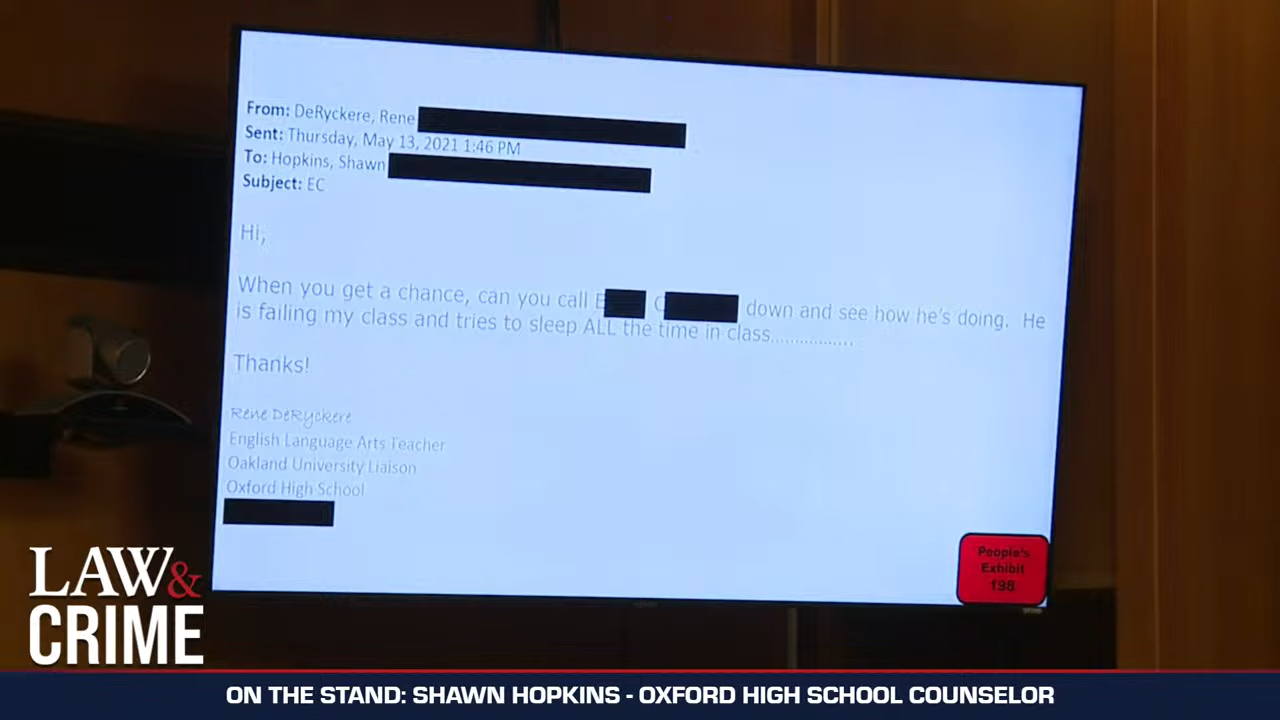 From: DeRyckere, Rene
Sent: Thursday, May 13, 2021 1:46 PM
To: Hopkins, Shawn
Subject: EC
Hi,
When you get a chance, can you call E C down and see how he's doing. He
is failing my class and tries to sleep ALL the time in class.................
Thanks!
Rene DeRyckere
English Language Arts Teacher
Oakland University Liaison
Oxford High School
People's
Exhibit
198
LAW&
CRIME
ON THE STAND: SHAWN HOPKINS - OXFORD HIGH SCHOOL COUNSELOR